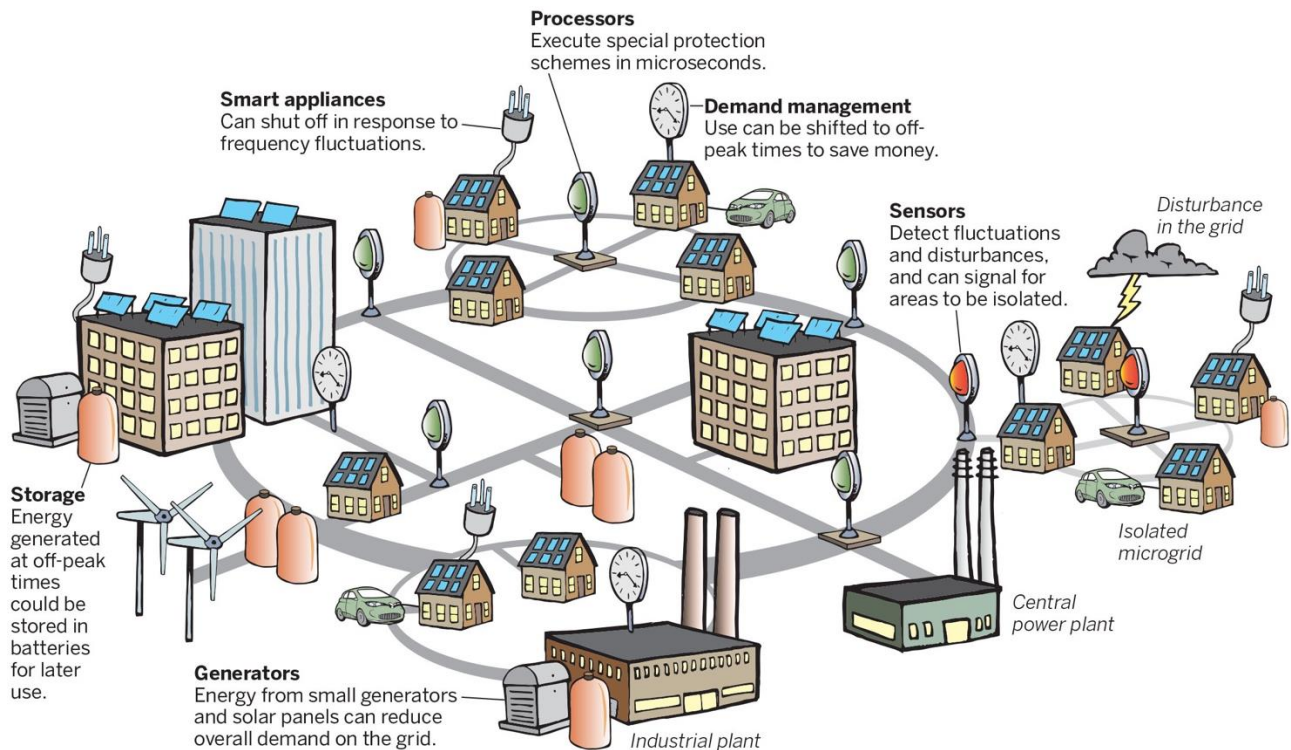 Processors
Execute special protection
schemes in microseconds.
Smart appliances
Can shut off in response to
frequency fluctuations.
Demand management
Use can be shifted to off-
peak times to save money.
Sensors
Detect fluctuations
and disturbances,
and can signal for
areas to be isolated.
Disturbance
in the grid
Storage
Energy
generated
at off-peak
times
could be
stored in
batteries
for later
use.
Isolated
microgrid
Central
power plant
Generators
Energy from small generators
and solar panels can reduce
overall demand on the grid.
Industrial plant